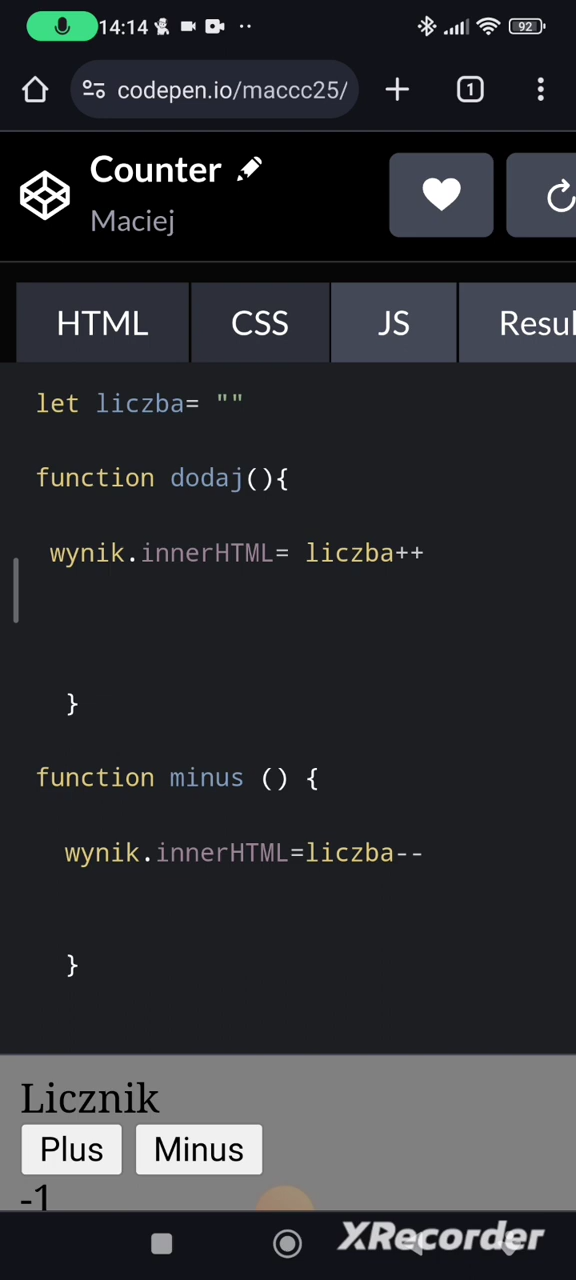 14:14
92
codepen.io/maccc25/
1
Counter
Maciej
HTML CSS JS Resul
let liczba= ""
function dodaj(){
wynik.innerHTML= liczba++
}
function minus () {
wynik.innerHTML=liczba--
}
Licznik
Plus Minus
-1
XRecorder